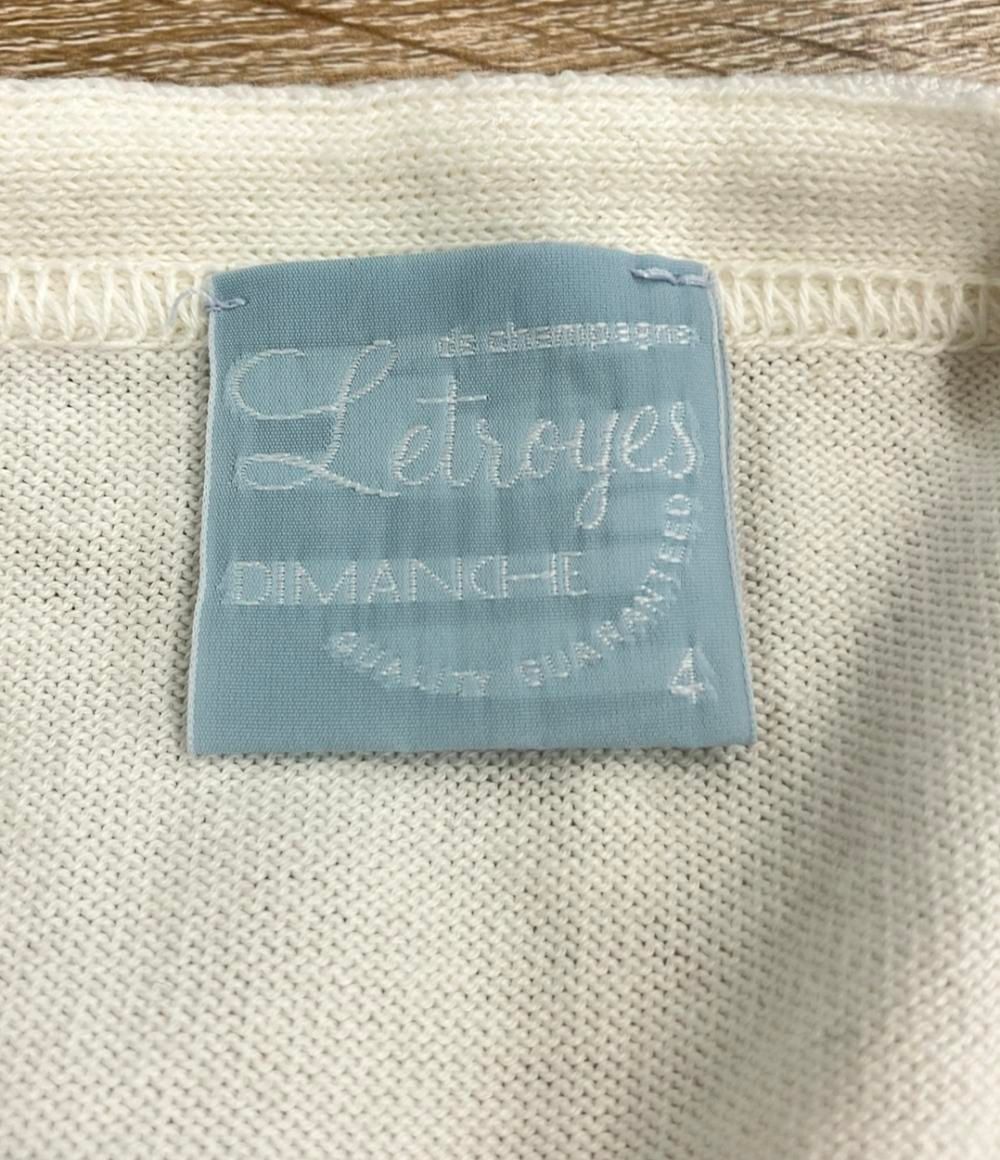 de champagne
Letroyes
DIMANCHE
QUALITY GUARANTEED
4